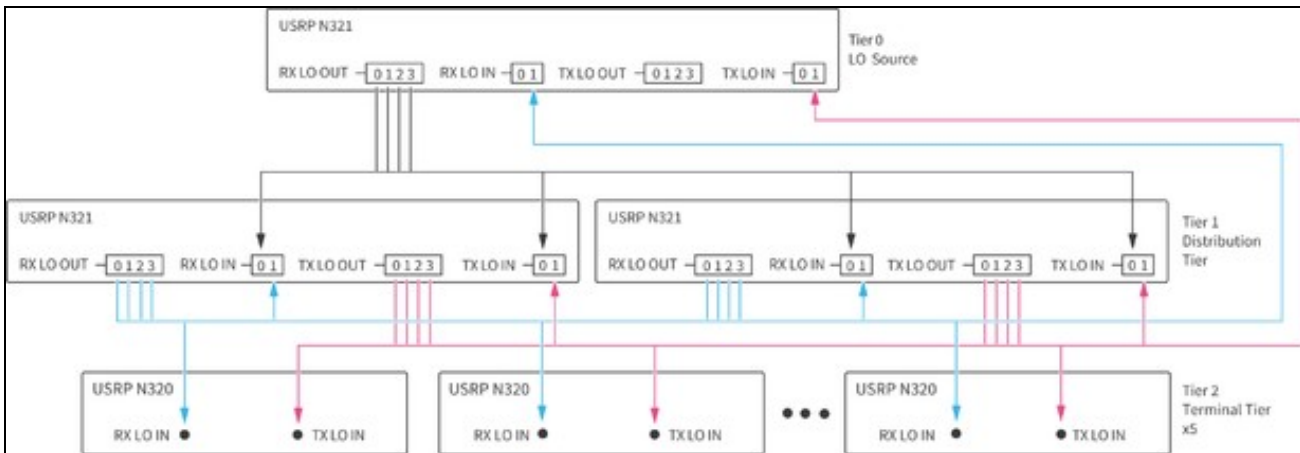 USRP N321
RX LO OUT 0 1 2 3 RX LO IN 0 1 TX LO OUT 0 1 2 3 TX LO IN 0 1
Tier 0
LO Source
USRP N321
RX LO OUT 0 1 2 3 RX LO IN 0 1 TX LO OUT 0 1 2 3 TX LO IN 0 1
USRP N321
RX LO OUT 0 1 2 3 RX LO IN 0 1 TX LO OUT 0 1 2 3 TX LO IN 0 1
Tier 1
Distribution
Tier
USRP N320
RX LO IN TX LO IN
USRP N320
RX LO IN TX LO IN
USRP N320
RX LO IN TX LO IN
Tier 2
Terminal Tier
x5